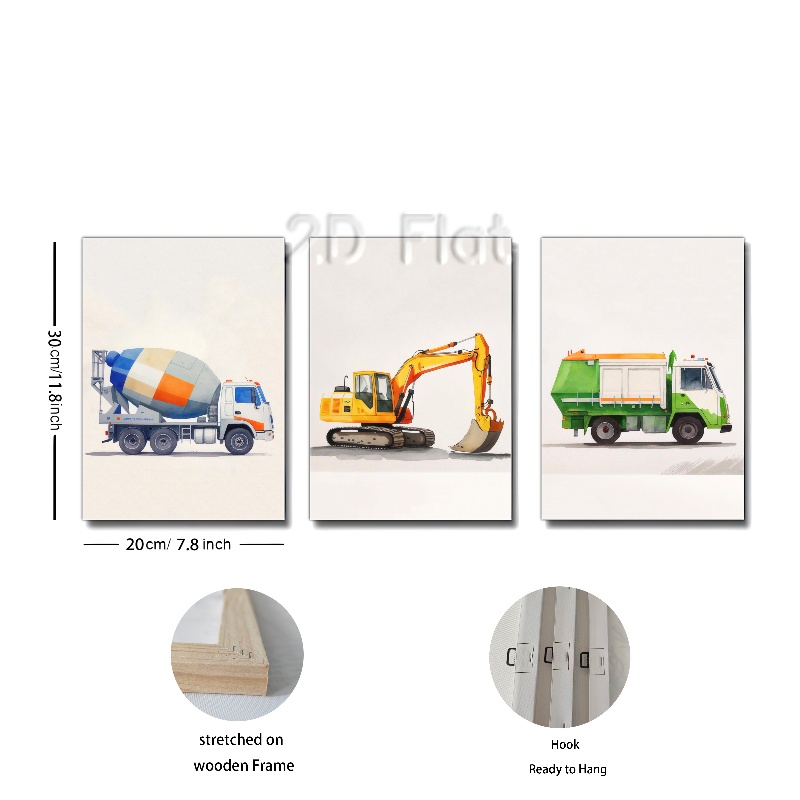 2D Flat
30cm/11.8inch
20cm/ 7.8 inch
stretched on
wooden Frame
Hook
Ready to Hang